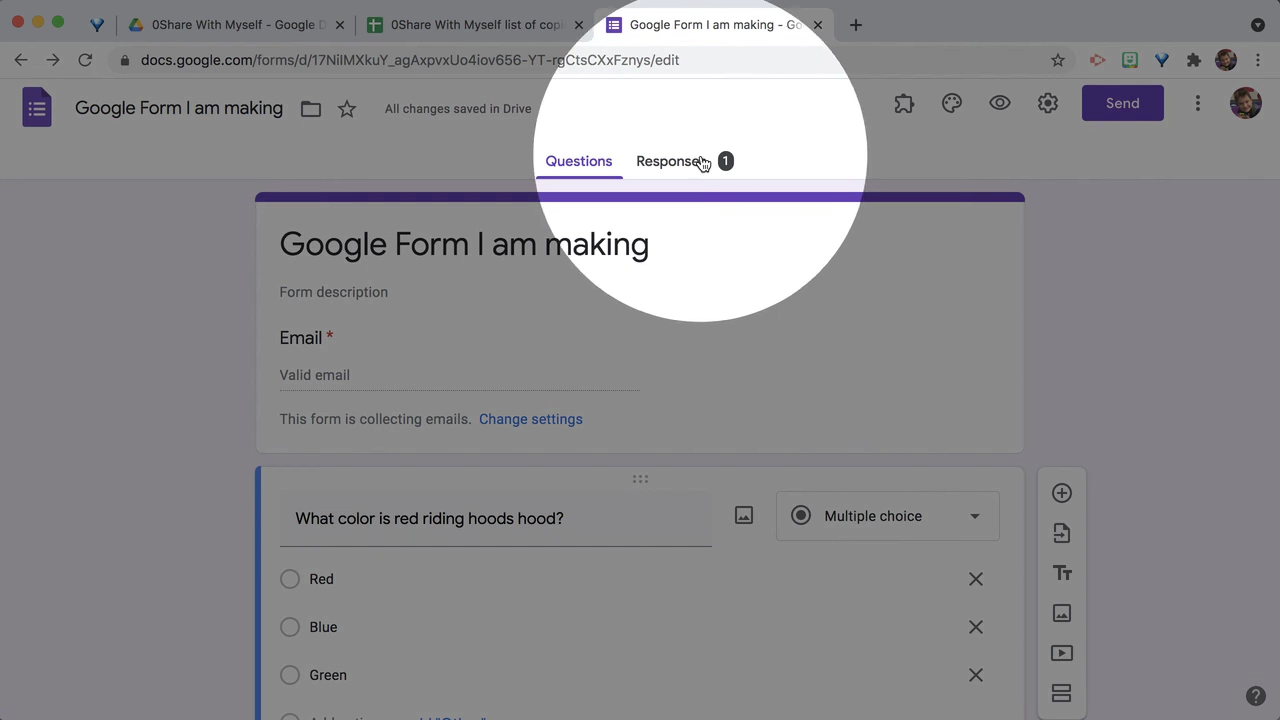 0Share With Myself - Google D
0Share With Myself list of copi
Google Form I am making - Go
docs.google.com/forms/d/17NiIMXkuY_agAxpvxUo4iov656-YT-rgCtsCXxFznys/edit
Google Form I am making
All changes saved in Drive
Send
Questions
Responses
1
Google Form I am making
Form description
Email *
Valid email
This form is collecting emails. Change settings
What color is red riding hoods hood?
Multiple choice
Red
Blue
Green